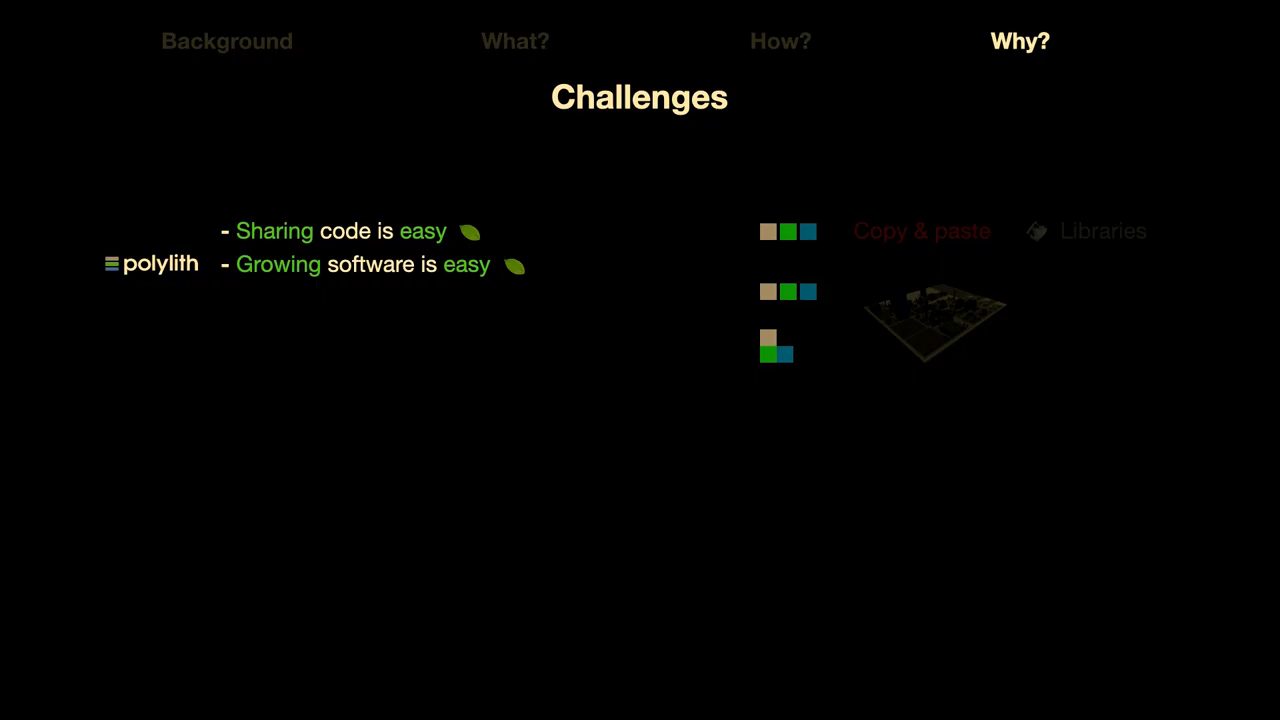 Background What? How? Why?
Challenges
- Sharing code is easy
polylith - Growing software is easy
Copy & paste Libraries